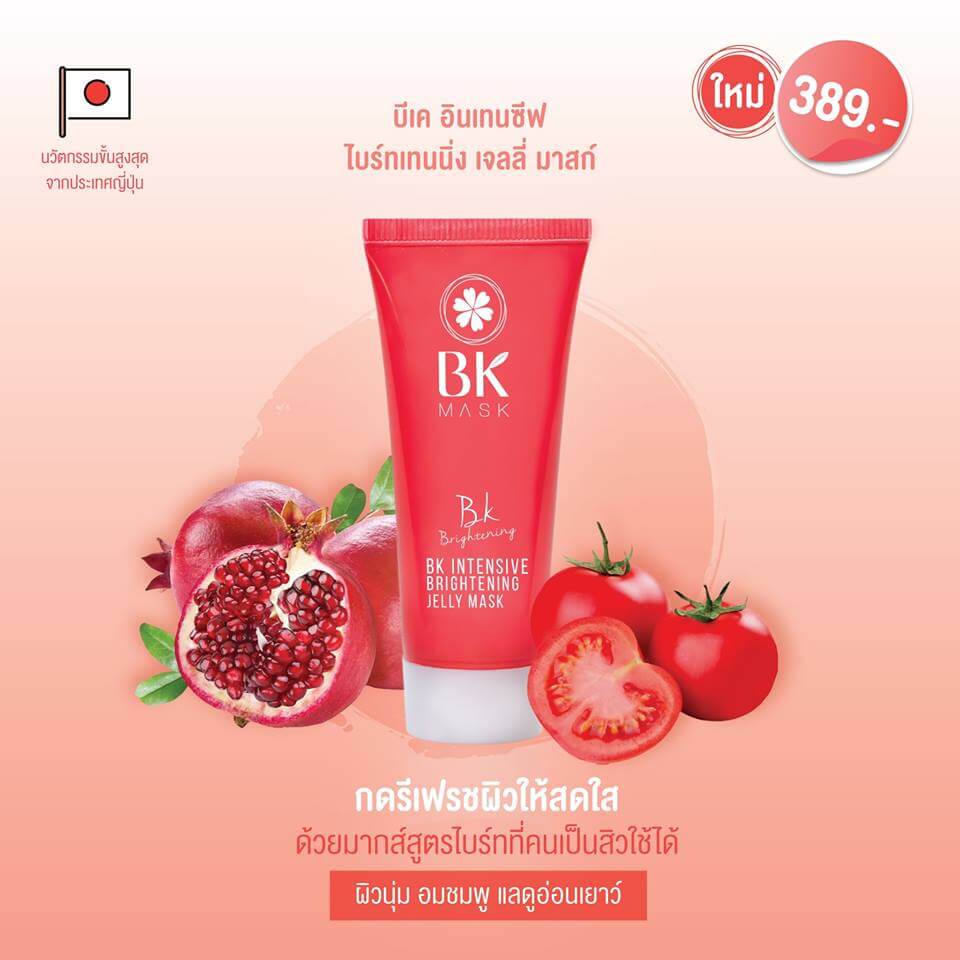 นวัตกรรมขั้นสูงสุด
จากประเทศญี่ปุ่น
บีเค อินเทนซีฟ
ไบร์ทเทนนิ่ง เจลลี่ มาสก์
ใหม่
389.-
BK
MASK
Bk
Brightening
BK INTENSIVE
BRIGHTENING
JELLY MASK
กดรีเฟรชผิวให้สดใส
ด้วยมากส์สูตรไบร์ทที่คนเป็นสิวใช้ได้
ผิวนุ่ม อมชมพู แลดูอ่อนเยาว์